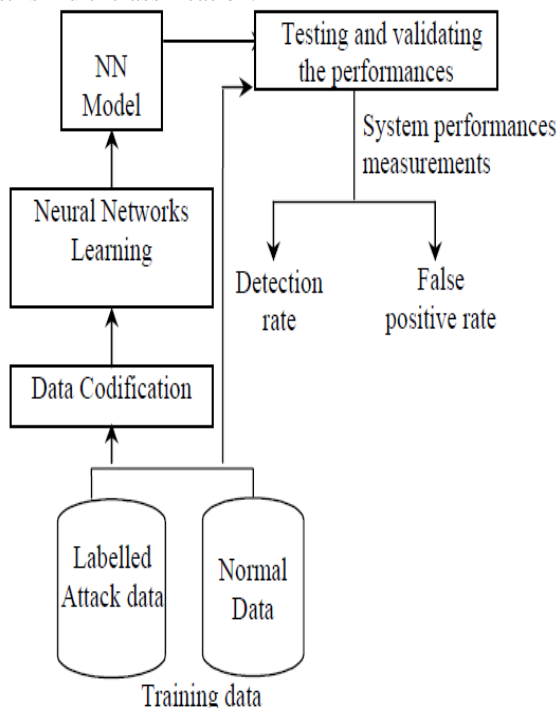 NN
Model
Testing and validating
the performances
System performances
measurements
Neural Networks
Learning
Detection
rate
False
positive rate
Data Codification
Labelled
Attack data
Normal
Data
Training data